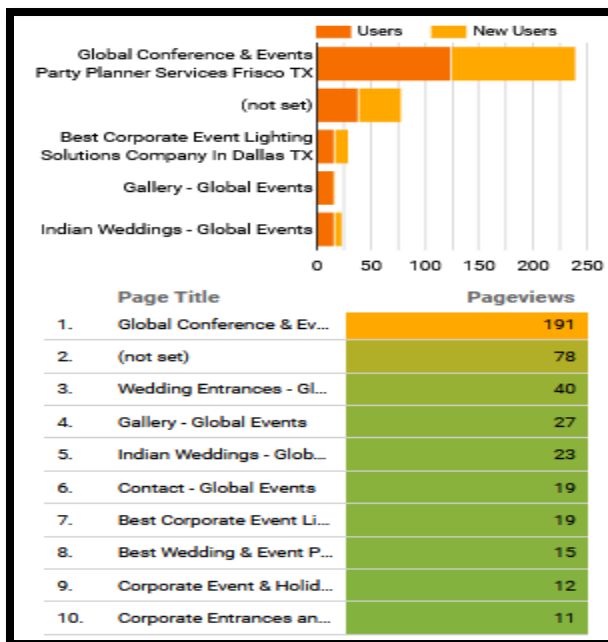 Users New Users
Global Conference & Events
Party Planner Services Frisco TX
(not set)
Best Corporate Event Lighting
Solutions Company In Dallas TX
Gallery - Global Events
Indian Weddings - Global Events
0 50 100 150 200 250
Page Title Pageviews
1. Global Conference & Ev... 191
2. (not set) 78
3. Wedding Entrances - Gl... 40
4. Gallery - Global Events 27
5. Indian Weddings - Glob... 23
6. Contact - Global Events 19
7. Best Corporate Event Li... 19
8. Best Wedding & Event P... 15
9. Corporate Event & Holid... 12
10. Corporate Entrances an... 11